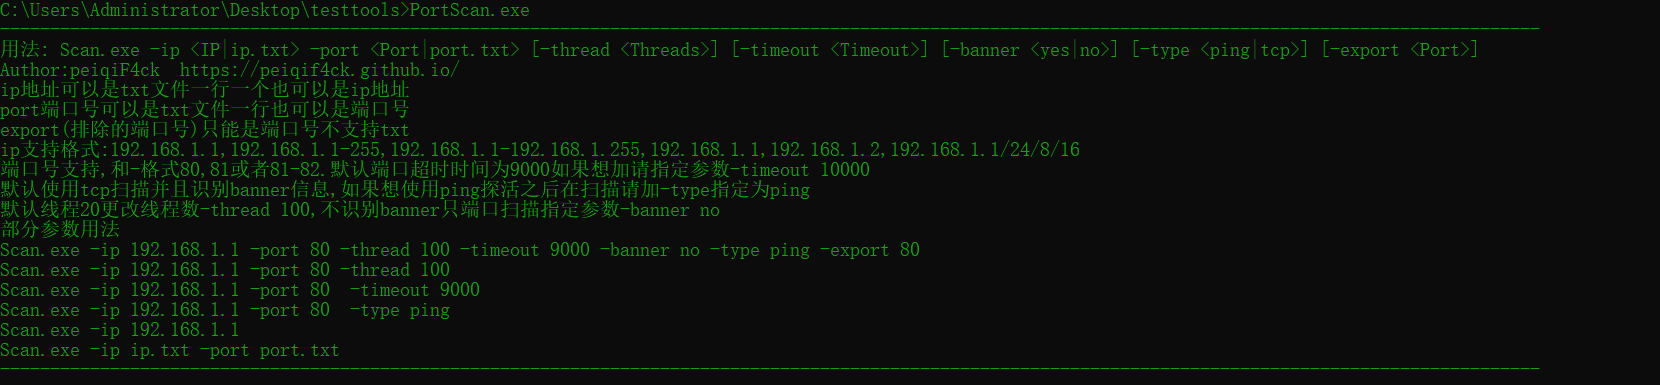 C:\Users\Administrator\Desktop\testtools>PortScan.exe
----------------------------------------------------------------------------------------------------------------------------------------------------------
用法: Scan.exe -ip <IP|ip.txt> -port <Port|port.txt> [-thread <Threads>] [-timeout <Timeout>] [-banner <yes|no>] [-type <ping|tcp>] [-export <Port>]
Author:peiqiF4ck  https://peiqif4ck.github.io/
ip地址可以是txt文件一行一个也可以是ip地址
port端口号可以是txt文件一行也可以是端口号
export(排除的端口号)只能是端口号不支持txt
ip支持格式:192.168.1.1,192.168.1.1-255,192.168.1.1-192.168.1.255,192.168.1.1,192.168.1.2,192.168.1.1/24/8/16
端口号支持,和-格式80,81或者81-82.默认端口超时时间为9000如果想加请指定参数-timeout 10000
默认使用tcp扫描并且识别banner信息,如果想使用ping探活之后在扫描请加-type指定为ping
默认线程20更改线程数-thread 100,不识别banner只端口扫描指定参数-banner no
部分参数用法
Scan.exe -ip 192.168.1.1 -port 80 -thread 100 -timeout 9000 -banner no -type ping -export 80
Scan.exe -ip 192.168.1.1 -port 80 -thread 100
Scan.exe -ip 192.168.1.1 -port 80  -timeout 9000
Scan.exe -ip 192.168.1.1 -port 80  -type ping
Scan.exe -ip 192.168.1.1
Scan.exe -ip ip.txt -port port.txt
----------------------------------------------------------------------------------------------------------------------------------------------------------